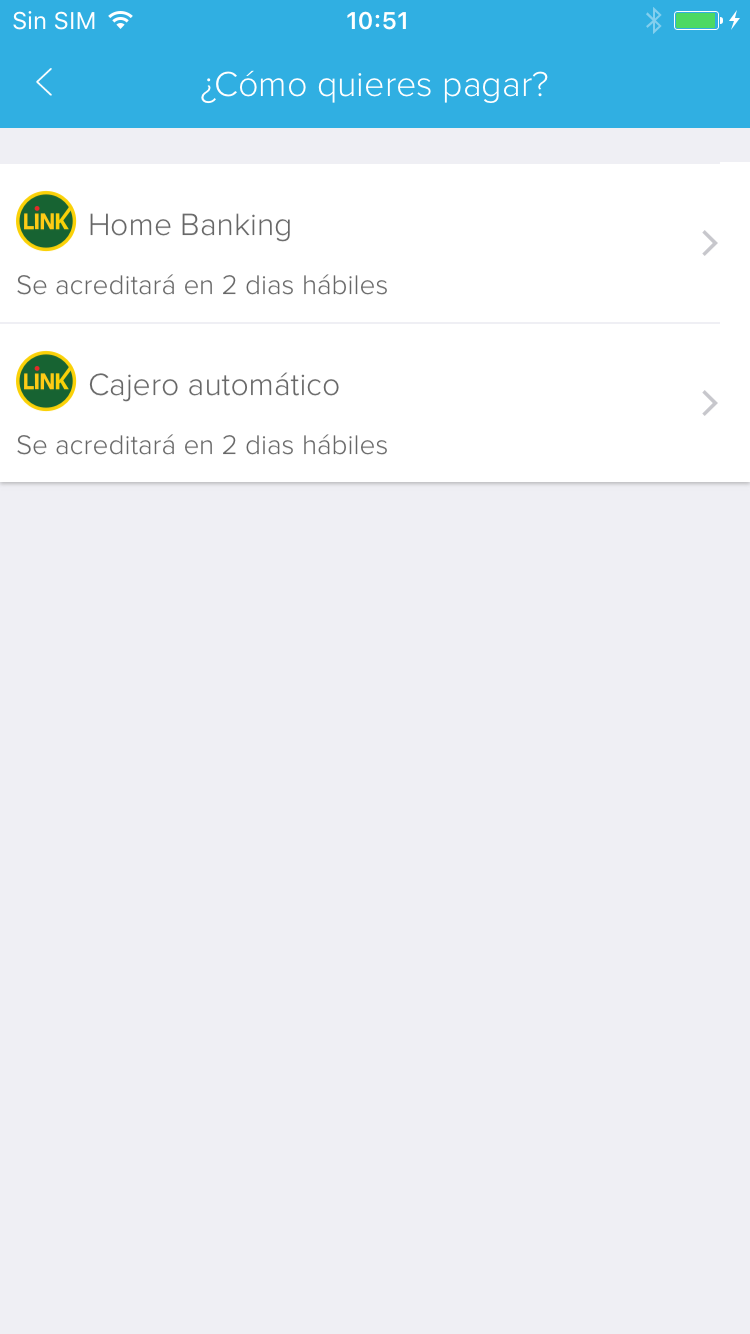 Sin SIM 10:51
¿Cómo quieres pagar?
LINK Home Banking
Se acreditará en 2 dias hábiles
LINK Cajero automático
Se acreditará en 2 dias hábiles